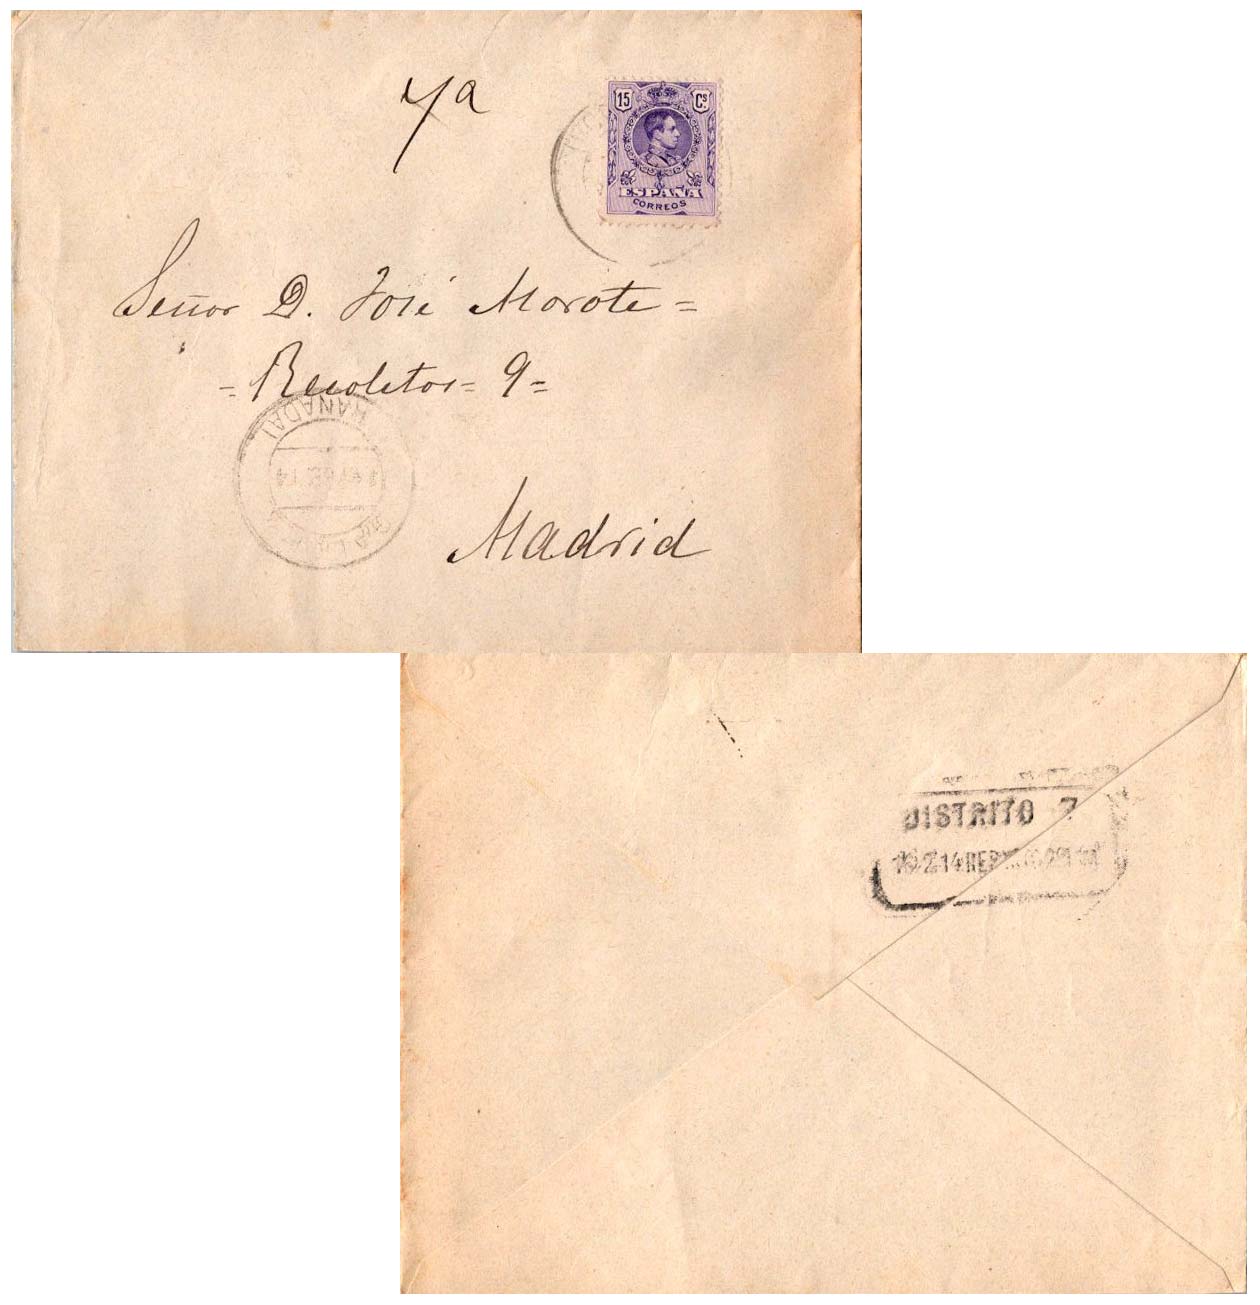 7ª
15 Cs.
ESPAÑA
CORREOS
Señor D. José Morote=
=Recoletos= 9=
Madrid
DISTRITO 7